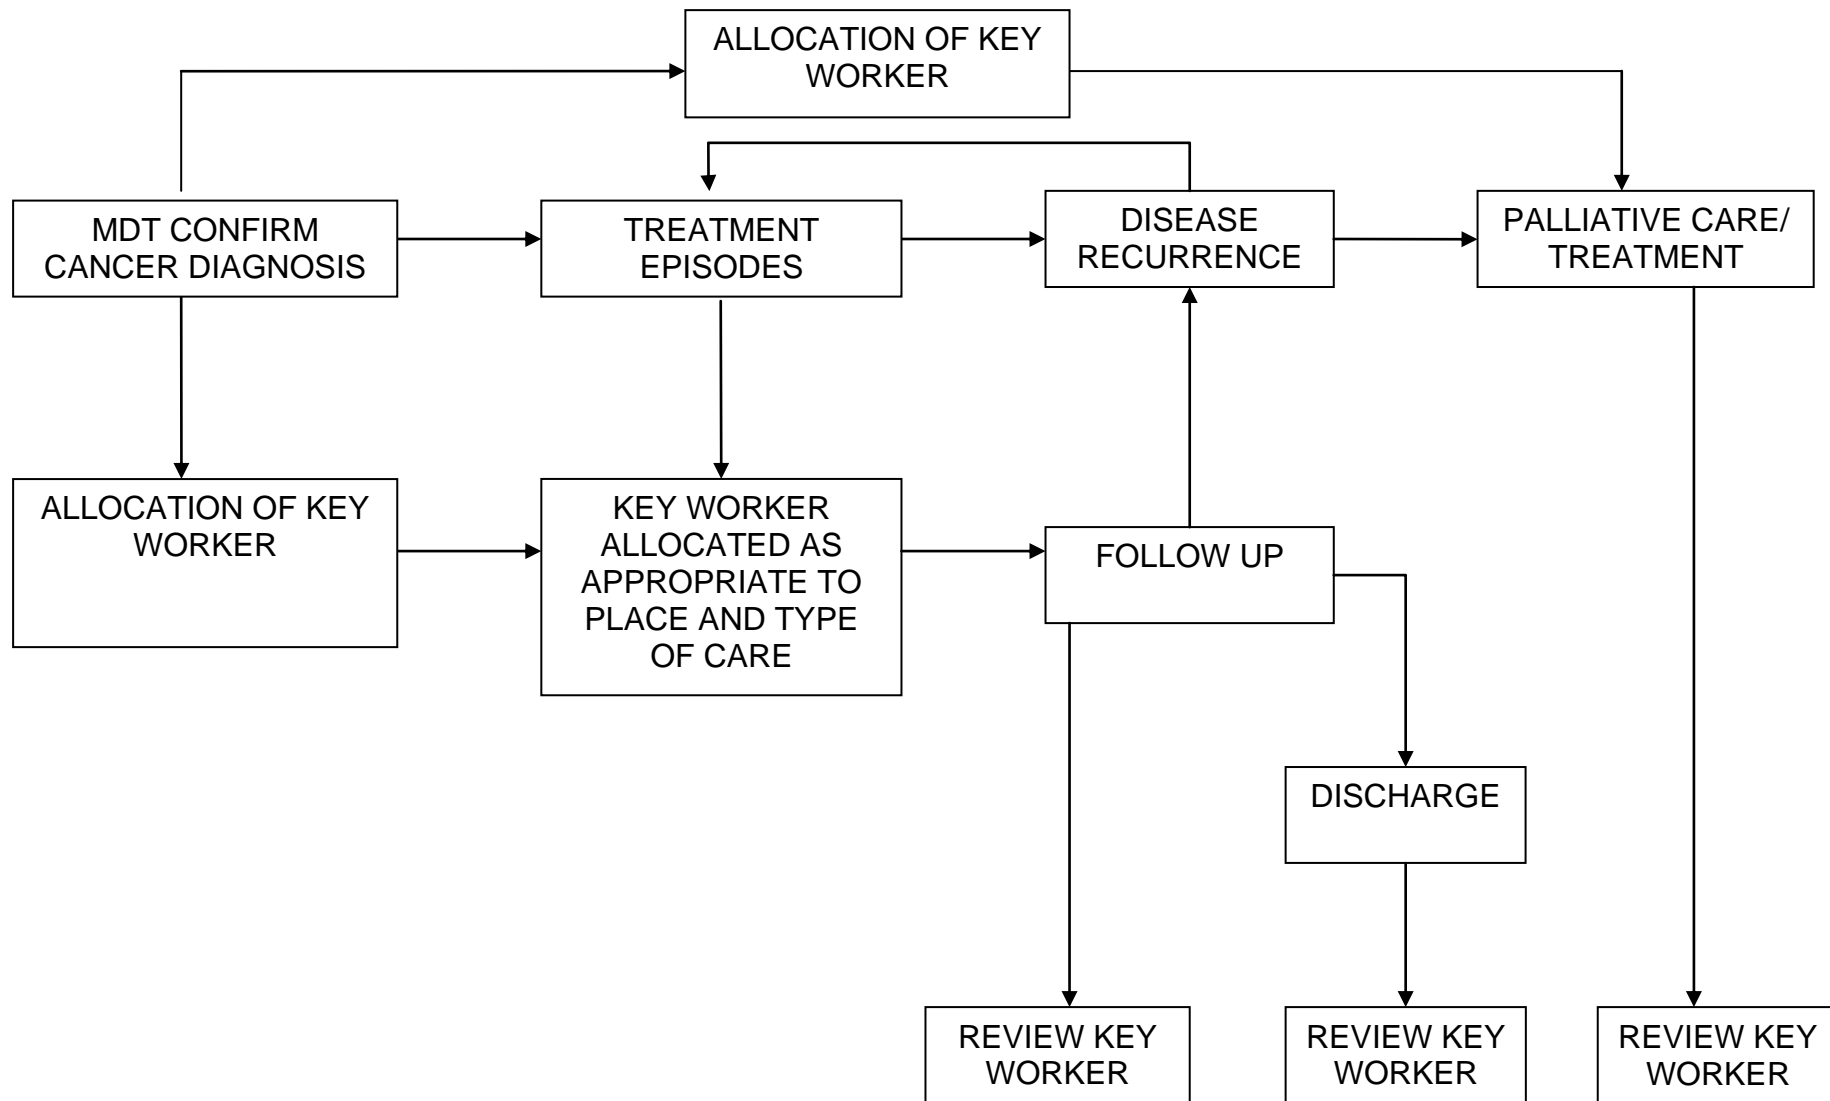 ALLOCATION OF KEY
WORKER
MDT CONFIRM
CANCER DIAGNOSIS
TREATMENT
EPISODES
DISEASE
RECURRENCE
PALLIATIVE CARE/
TREATMENT
ALLOCATION OF KEY
WORKER
KEY WORKER
ALLOCATED AS
APPROPRIATE TO
PLACE AND TYPE
OF CARE
FOLLOW UP
DISCHARGE
REVIEW KEY
WORKER
REVIEW KEY
WORKER
REVIEW KEY
WORKER